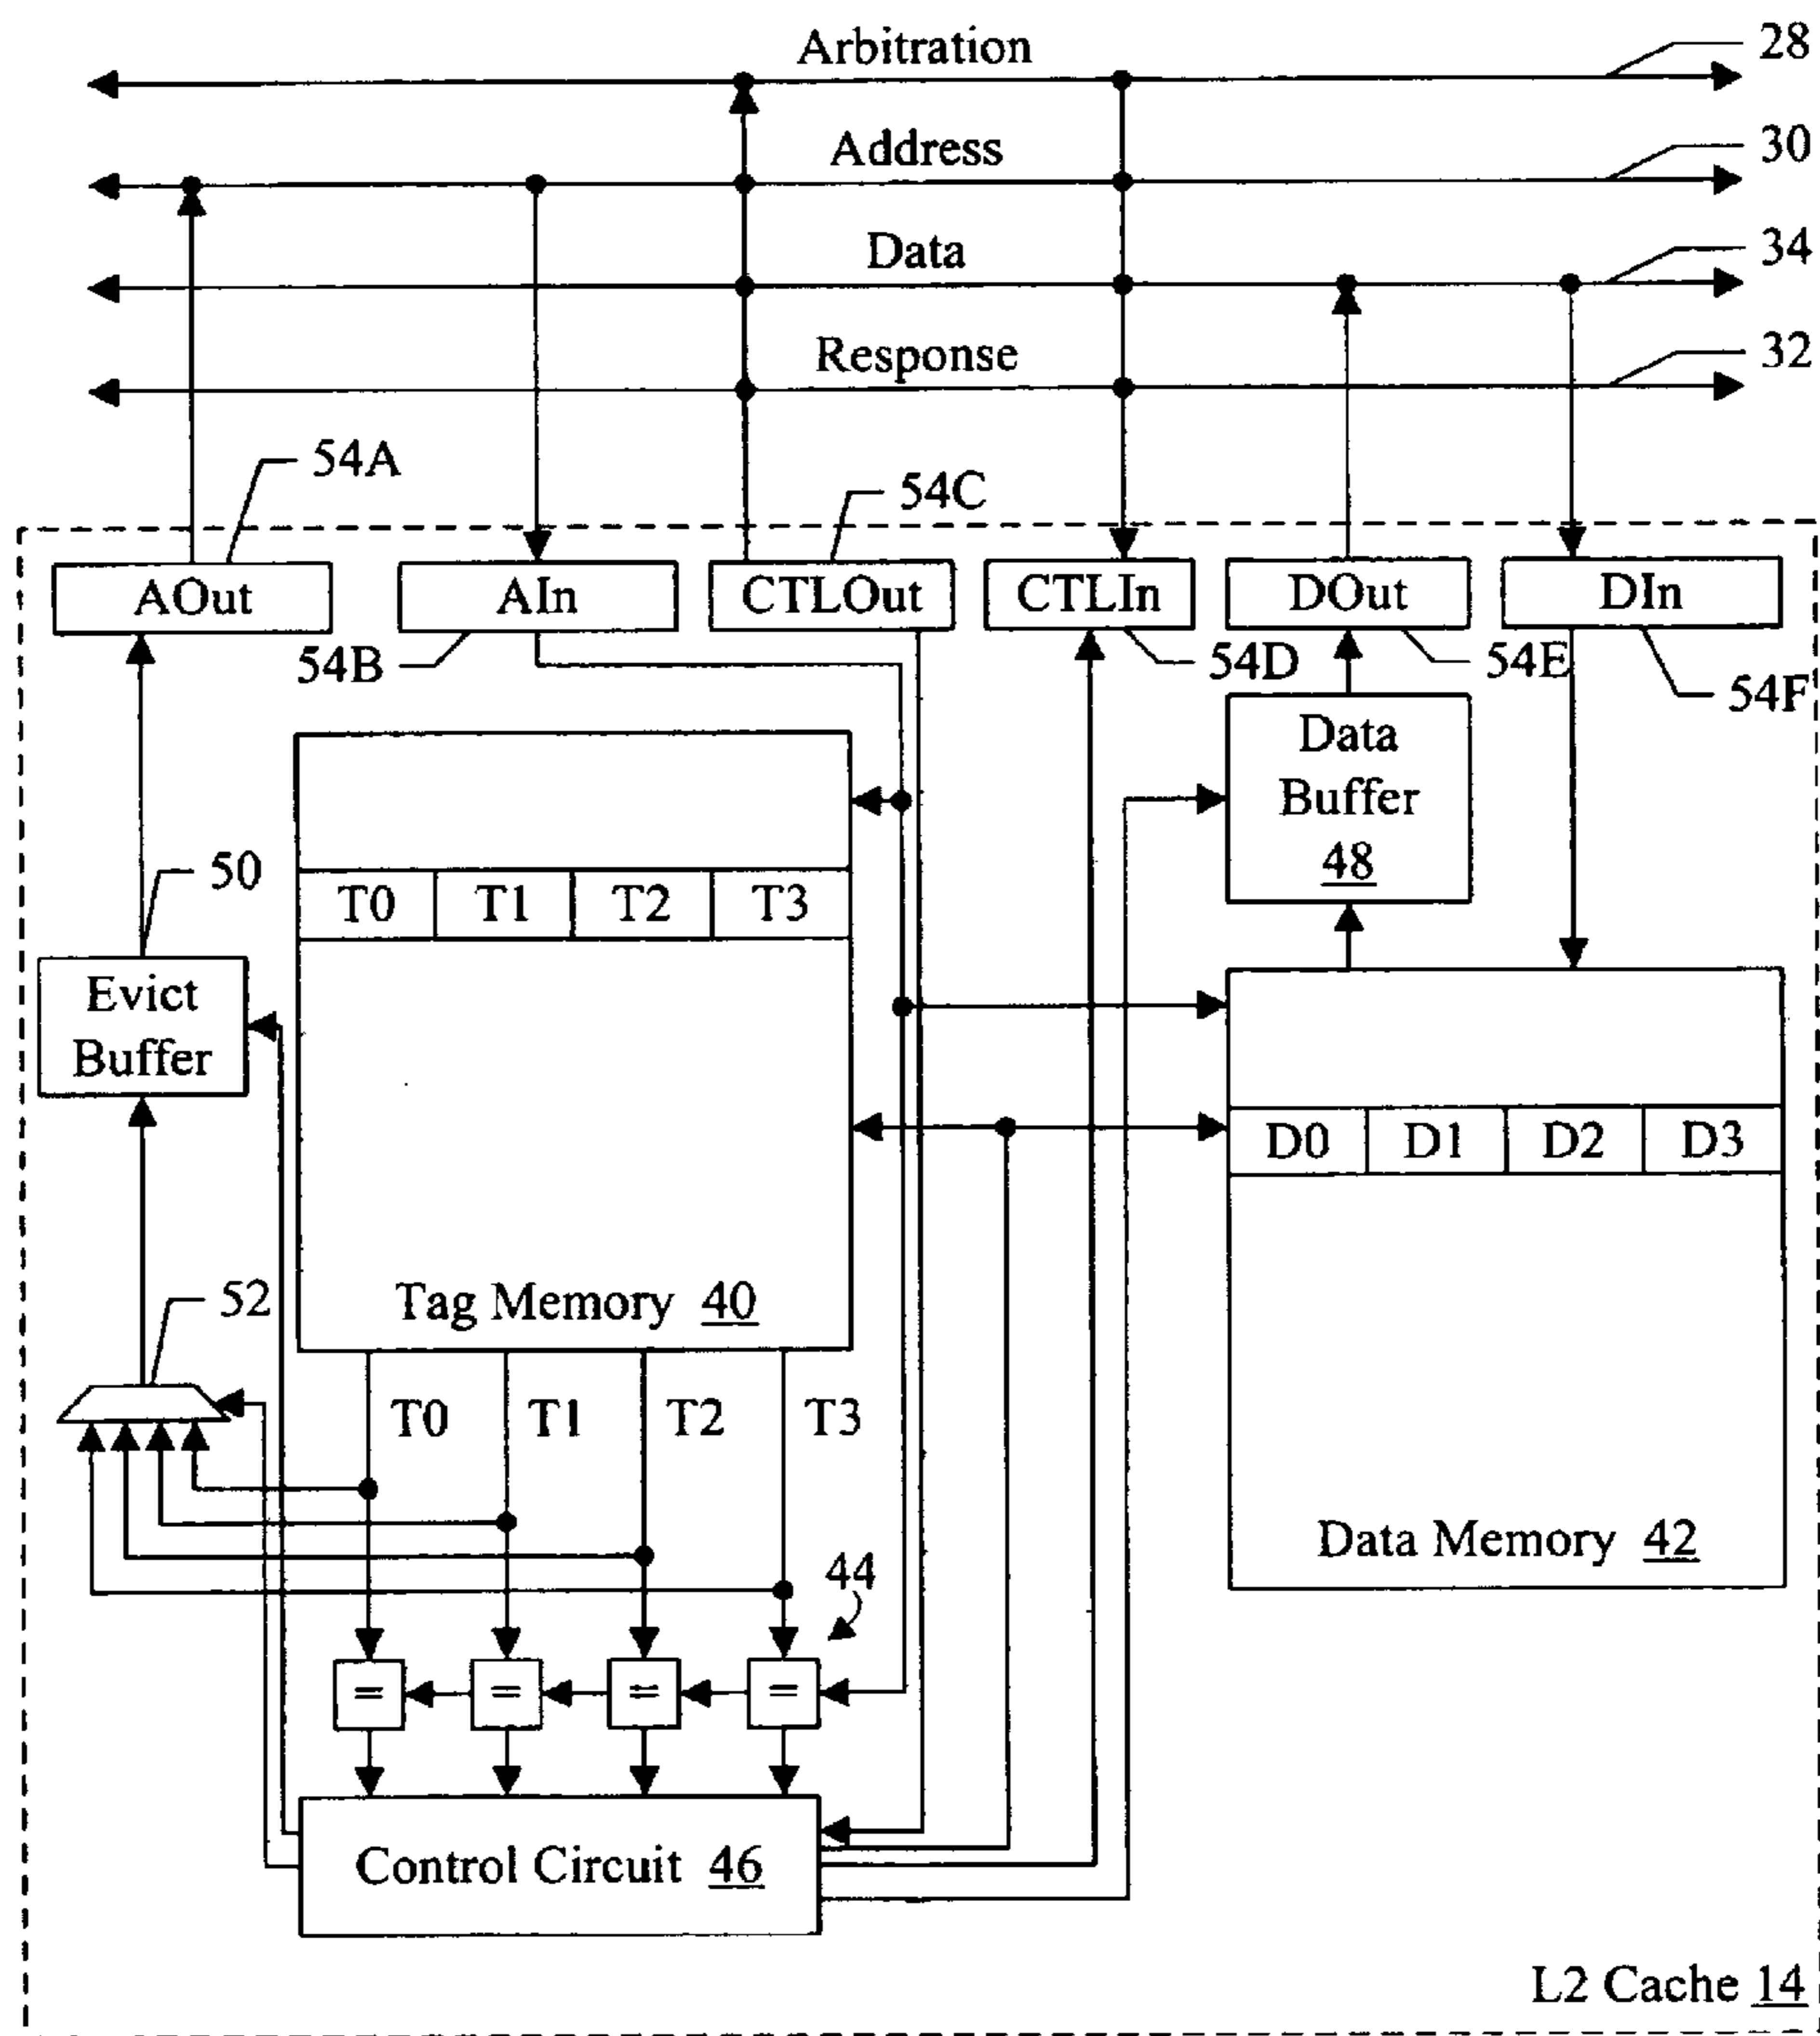 Arbitration 28
Address 30
Data 34
Response 32
54A
54C
AOut AIn CTLOut CTLIn DOut DIn
54B 54D 54E 54F
Data
Buffer
48
50
T0 T1 T2 T3
Evict
Buffer
D0 D1 D2 D3
52
Tag Memory 40
T0 T1 T2 T3
Data Memory 42
44
= = = =
Control Circuit 46
L2 Cache 14